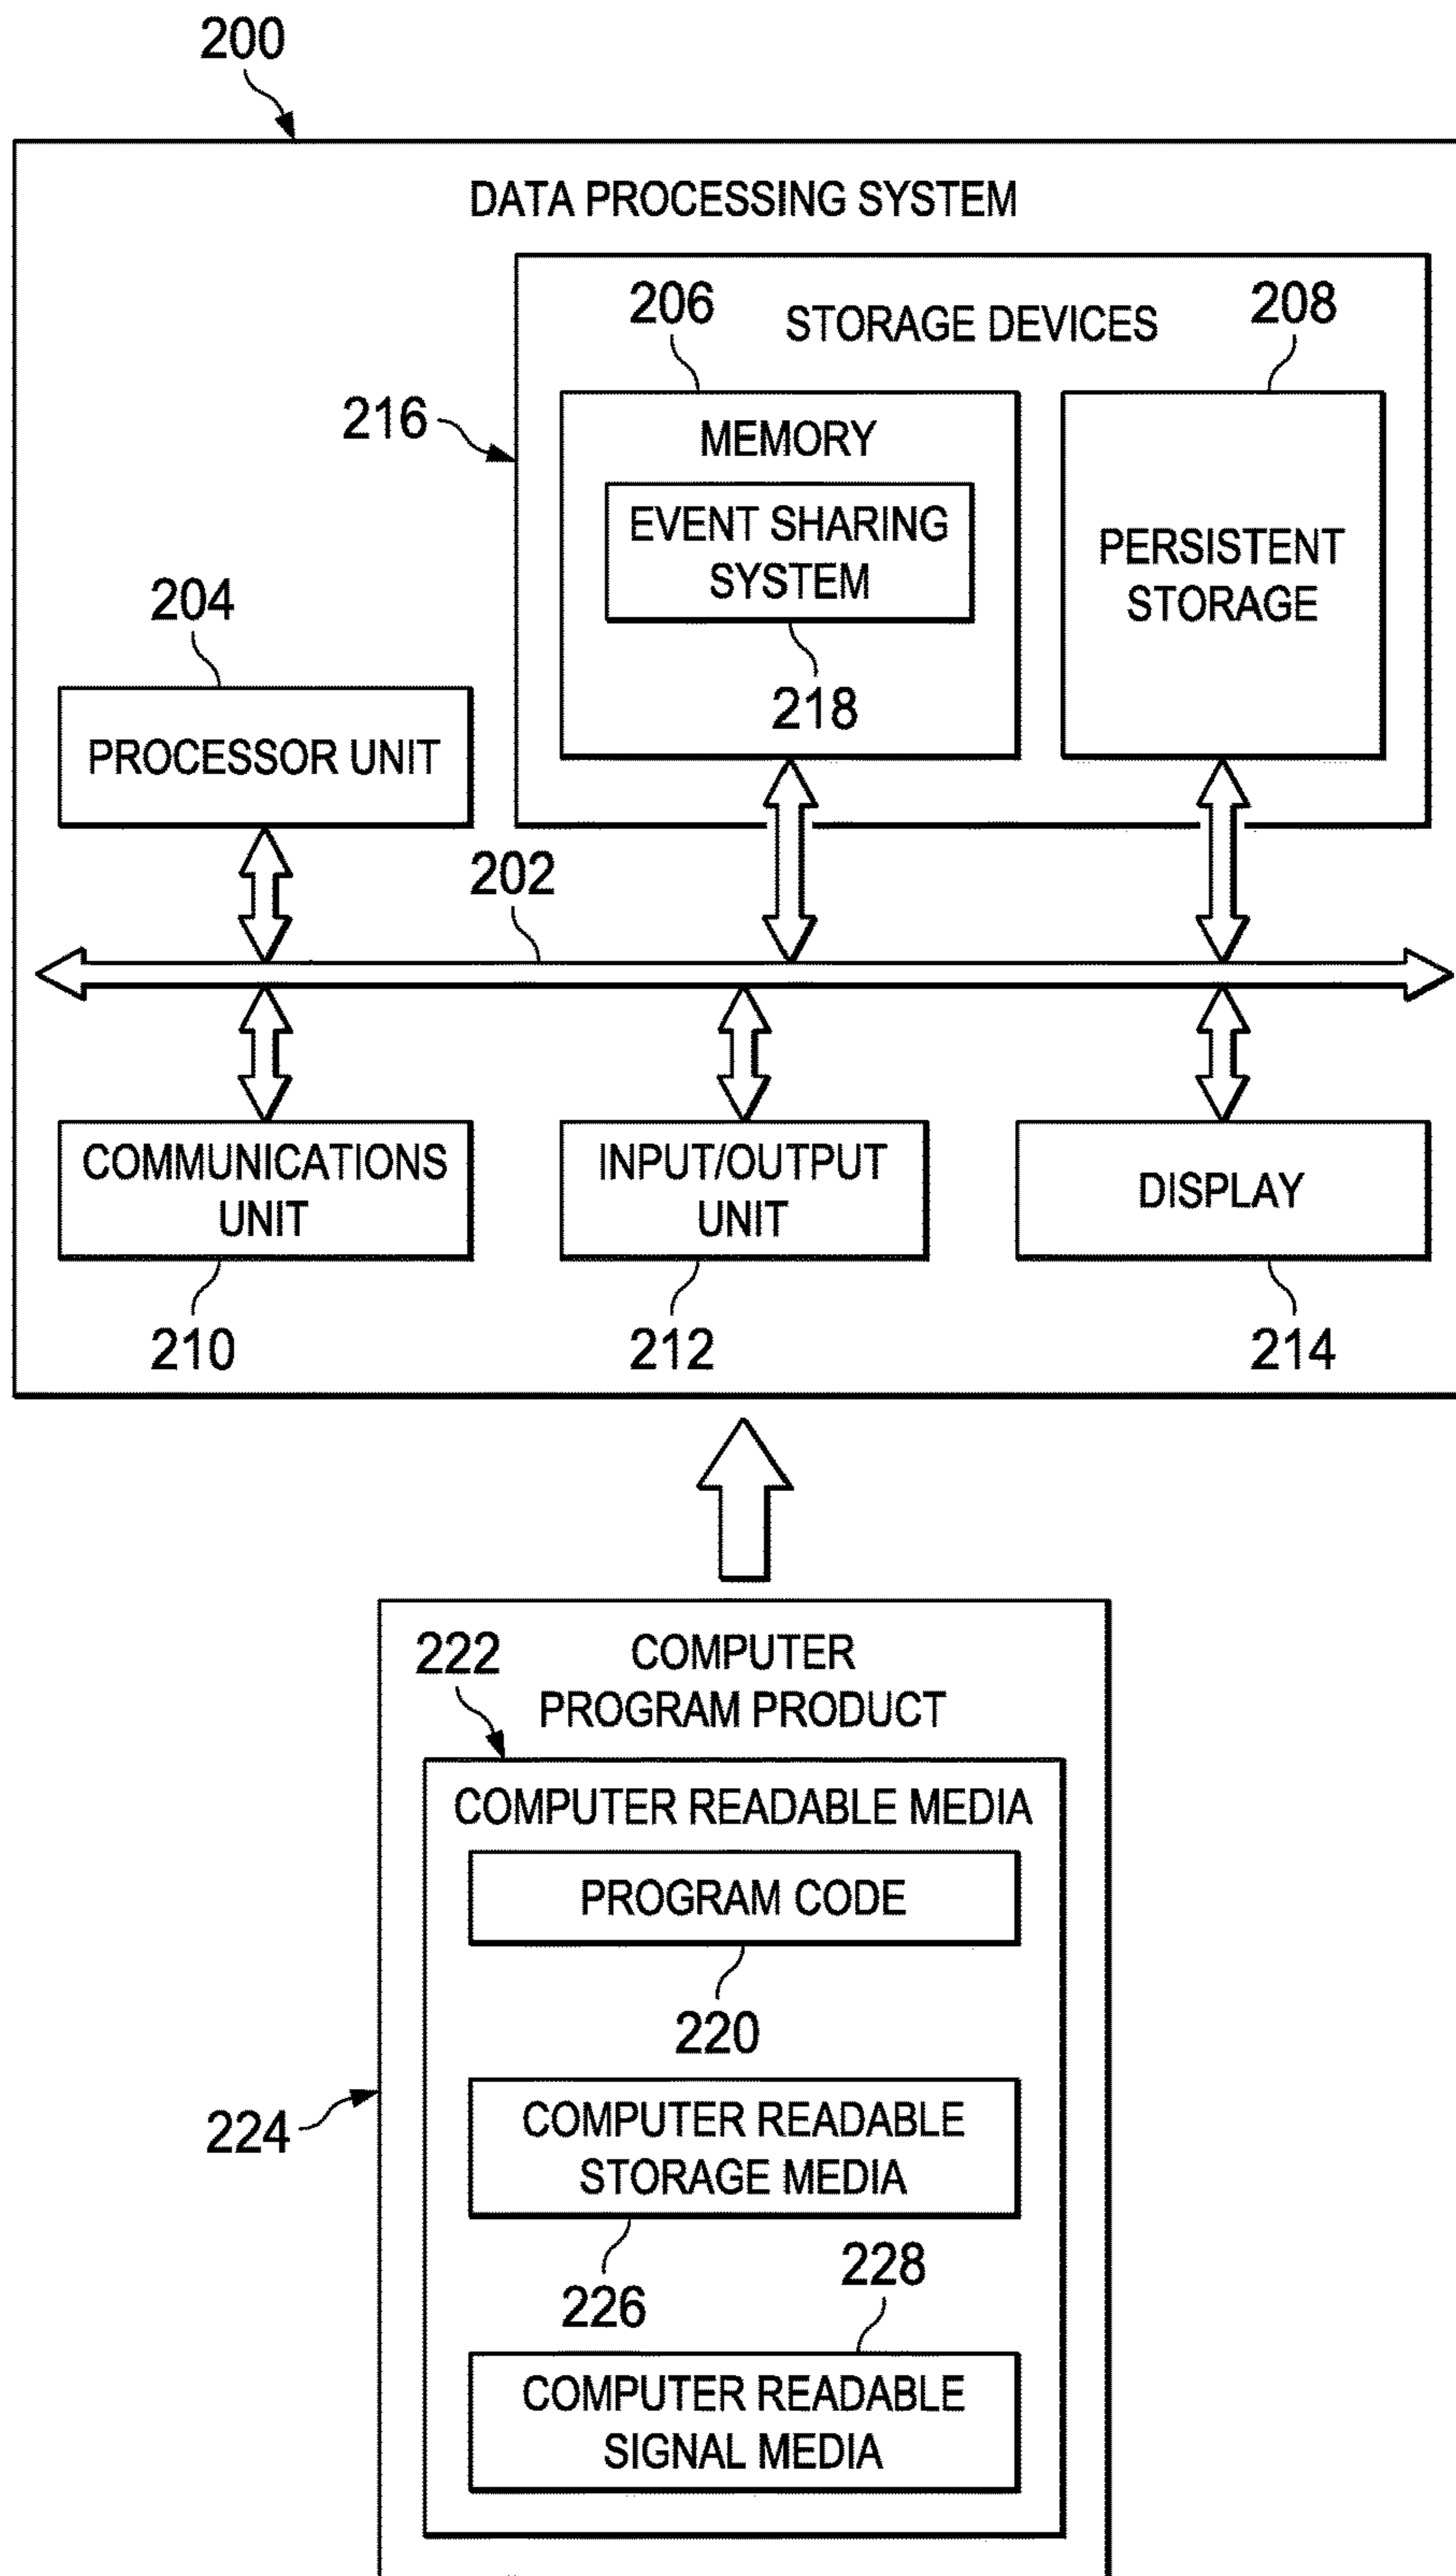 200
DATA PROCESSING SYSTEM
206
STORAGE DEVICES
208
216
MEMORY
EVENT SHARING
SYSTEM
PERSISTENT
STORAGE
204
218
PROCESSOR UNIT
202
COMMUNICATIONS
UNIT
INPUT/OUTPUT
UNIT
DISPLAY
210
212
214
222
COMPUTER
PROGRAM PRODUCT
COMPUTER READABLE MEDIA
PROGRAM CODE
220
224
COMPUTER READABLE
STORAGE MEDIA
226
228
COMPUTER READABLE
SIGNAL MEDIA